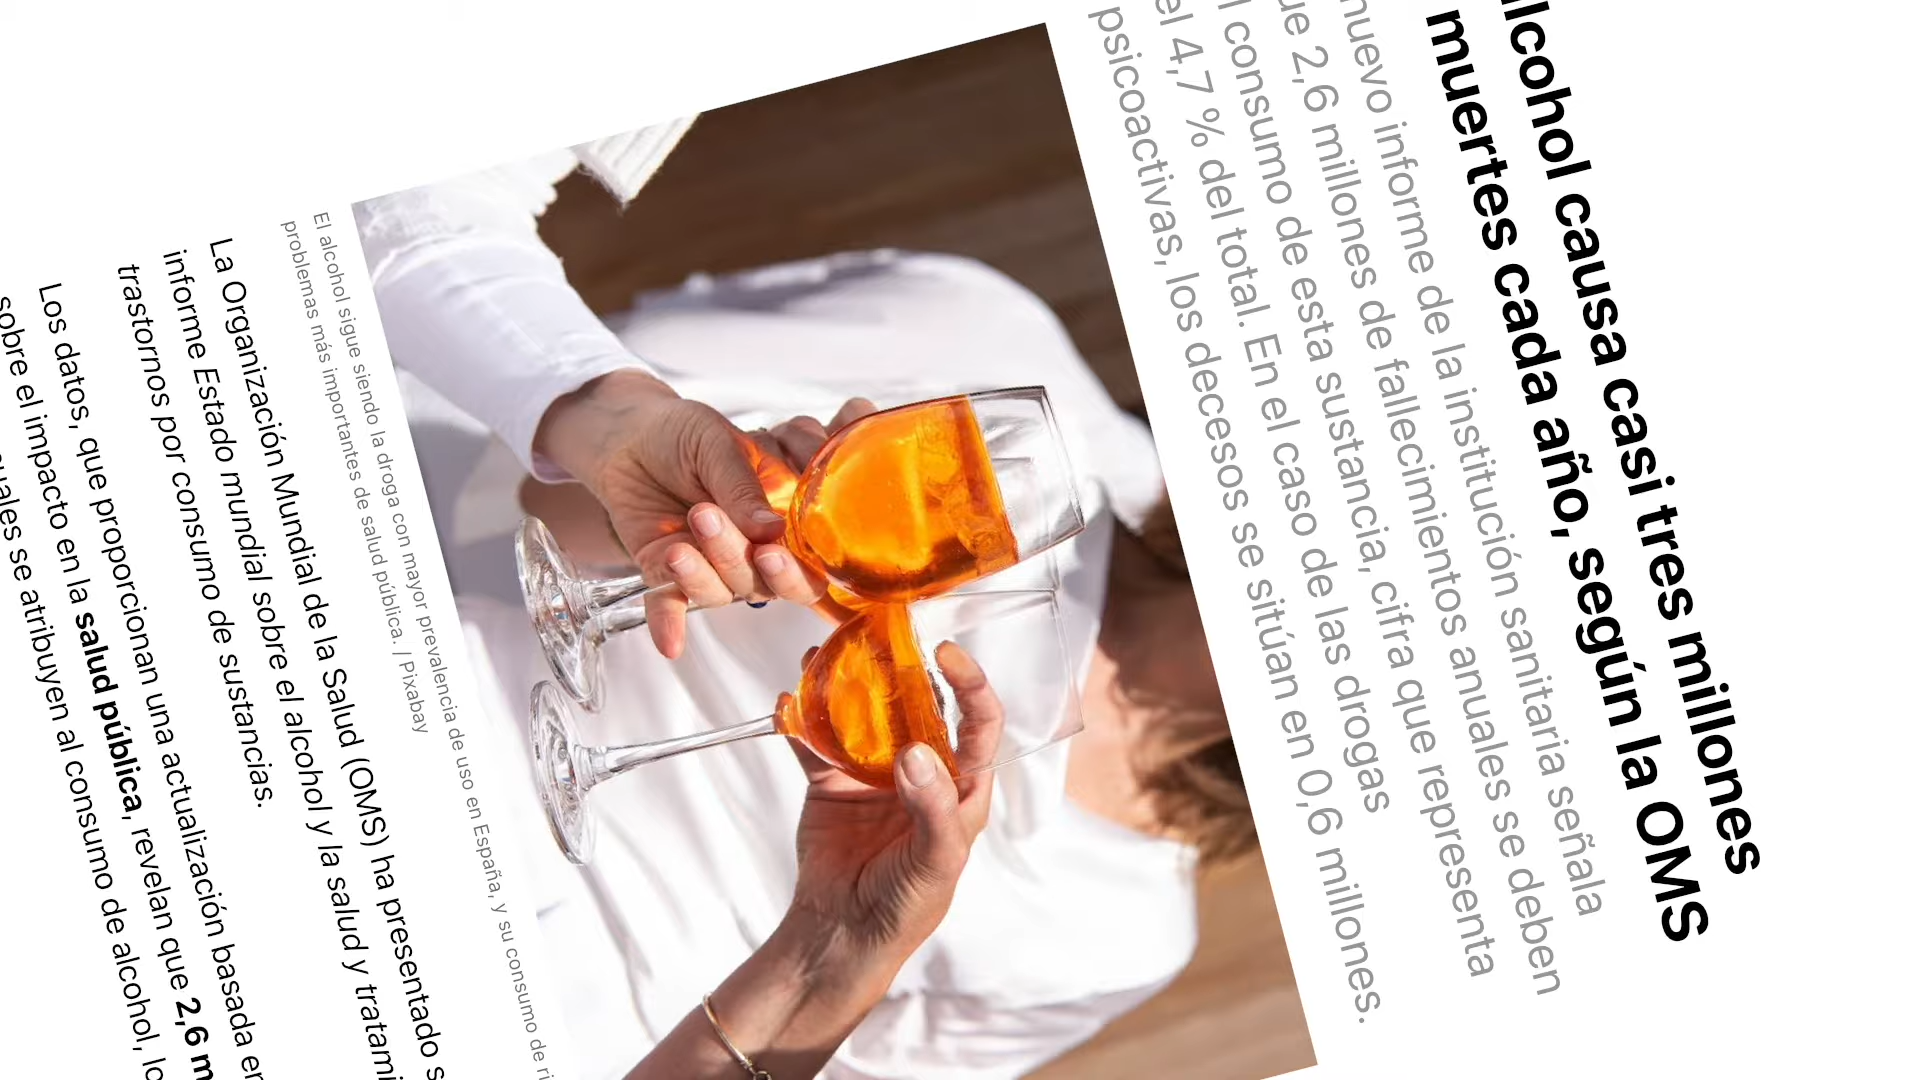 lcohol causa casi tres millones
muertes cada año, según la OMS
nuevo informe de la institución sanitaria señala
ue 2,6 millones de fallecimientos anuales se deben
l consumo de esta sustancia, cifra que representa
el 4,7 % del total. En el caso de las drogas
psicoactivas, los decesos se sitúan en 0,6 millones.
El alcohol sigue siendo la droga con mayor prevalencia de uso en España, y su consumo de ri
problemas más importantes de salud pública. / Pixabay
La Organización Mundial de la Salud (OMS) ha presentado s
informe Estado mundial sobre el alcohol y la salud y tratami
trastornos por consumo de sustancias.
Los datos, que proporcionan una actualización basada en
sobre el impacto en la salud pública, revelan que 2,6 m
uales se atribuyen al consumo de alcohol, lo